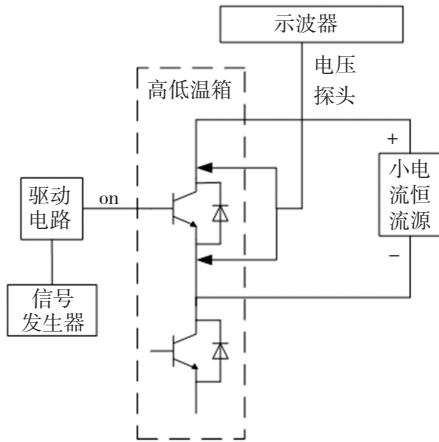 示波器
电压
探头
高低温箱
+
小电
流恒
流源
−
驱动
电路
on
信号
发生器